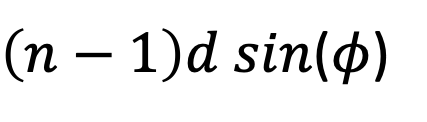 (n − 1)d sin(ϕ)